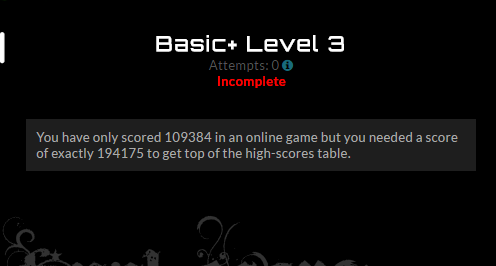 Basic+ Level 3
Attempts: 0
Incomplete
You have only scored 109384 in an online game but you needed a score
of exactly 194175 to get top of the high-scores table.